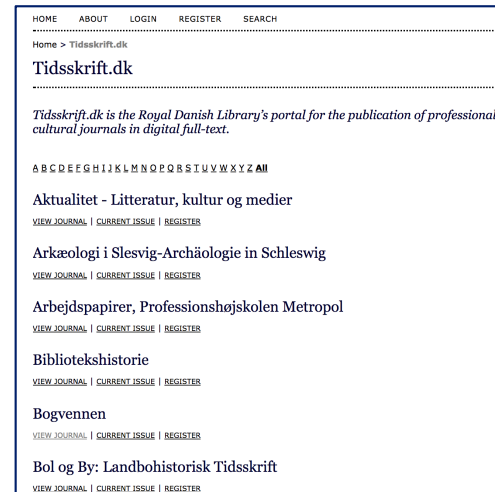 HOME ABOUT LOGIN REGISTER SEARCH
Home > Tidsskrift.dk
Tidsskrift.dk
Tidsskrift.dk is the Royal Danish Library's portal for the publication of professional
cultural journals in digital full-text.
A B C D E F G H I J K L M N O P Q R S T U V W X Y Z All
Aktualitet - Litteratur, kultur og medier
VIEW JOURNAL | CURRENT ISSUE | REGISTER
Arkæologi i Slesvig-Archäologie in Schleswig
VIEW JOURNAL | CURRENT ISSUE | REGISTER
Arbejdspapirer, Professionshøjskolen Metropol
VIEW JOURNAL | CURRENT ISSUE | REGISTER
Bibliotekshistorie
VIEW JOURNAL | CURRENT ISSUE | REGISTER
Bogvennen
VIEW JOURNAL | CURRENT ISSUE | REGISTER
Bol og By: Landbohistorisk Tidsskrift
VIEW JOURNAL | CURRENT ISSUE | REGISTER